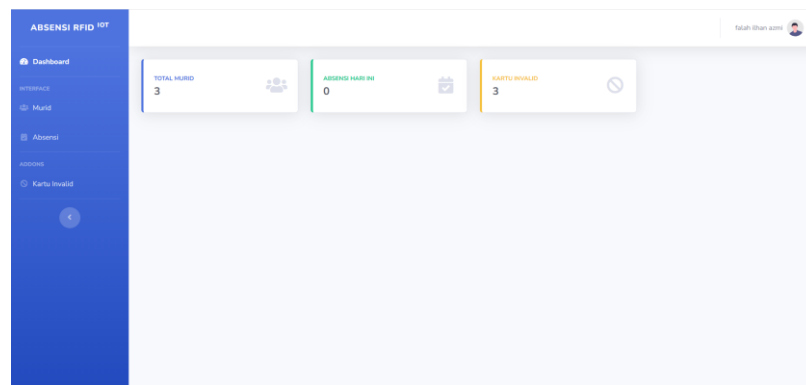 ABSENSI RFID IOT
falah ilhan azmi
Dashboard
INTERFACE
Murid
Absensi
ADDONS
Kartu Invalid
TOTAL MURID
3
ABSENSI HARI INI
0
KARTU INVALID
3